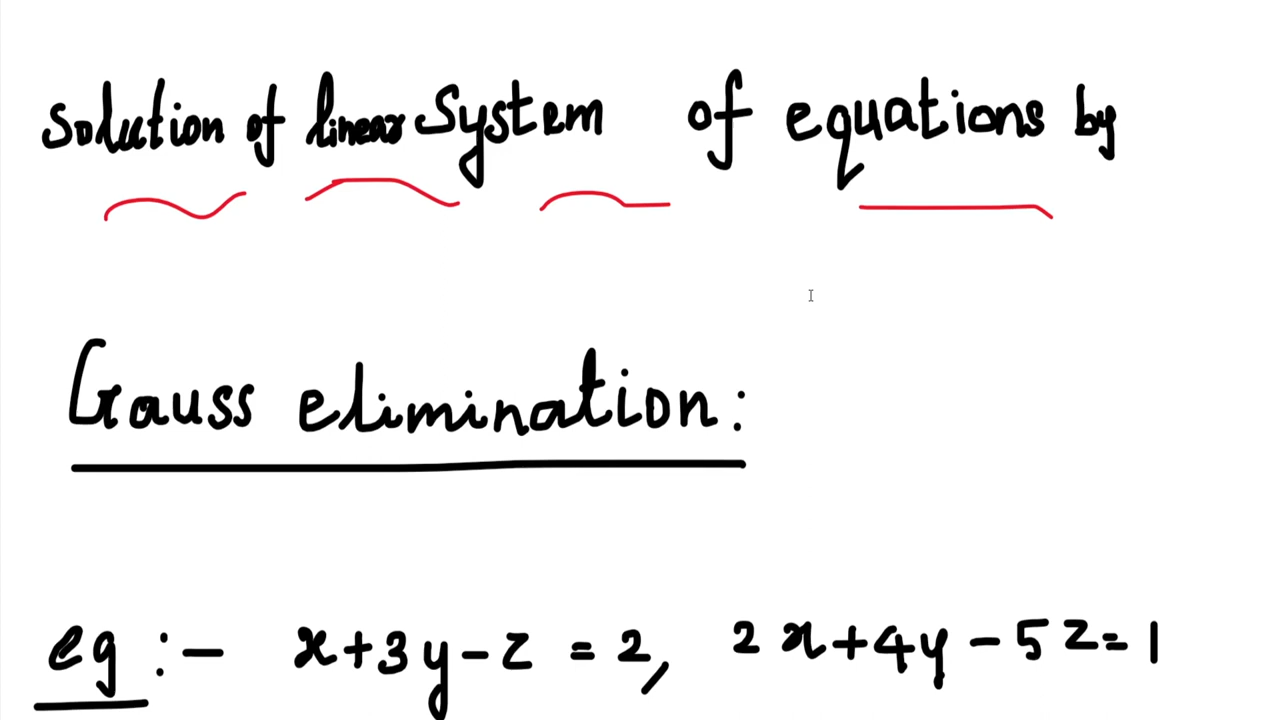 solution of linear System of equations by
Gauss elimination:
eg :- x+3y-z = 2, 2x+4y-5z=1